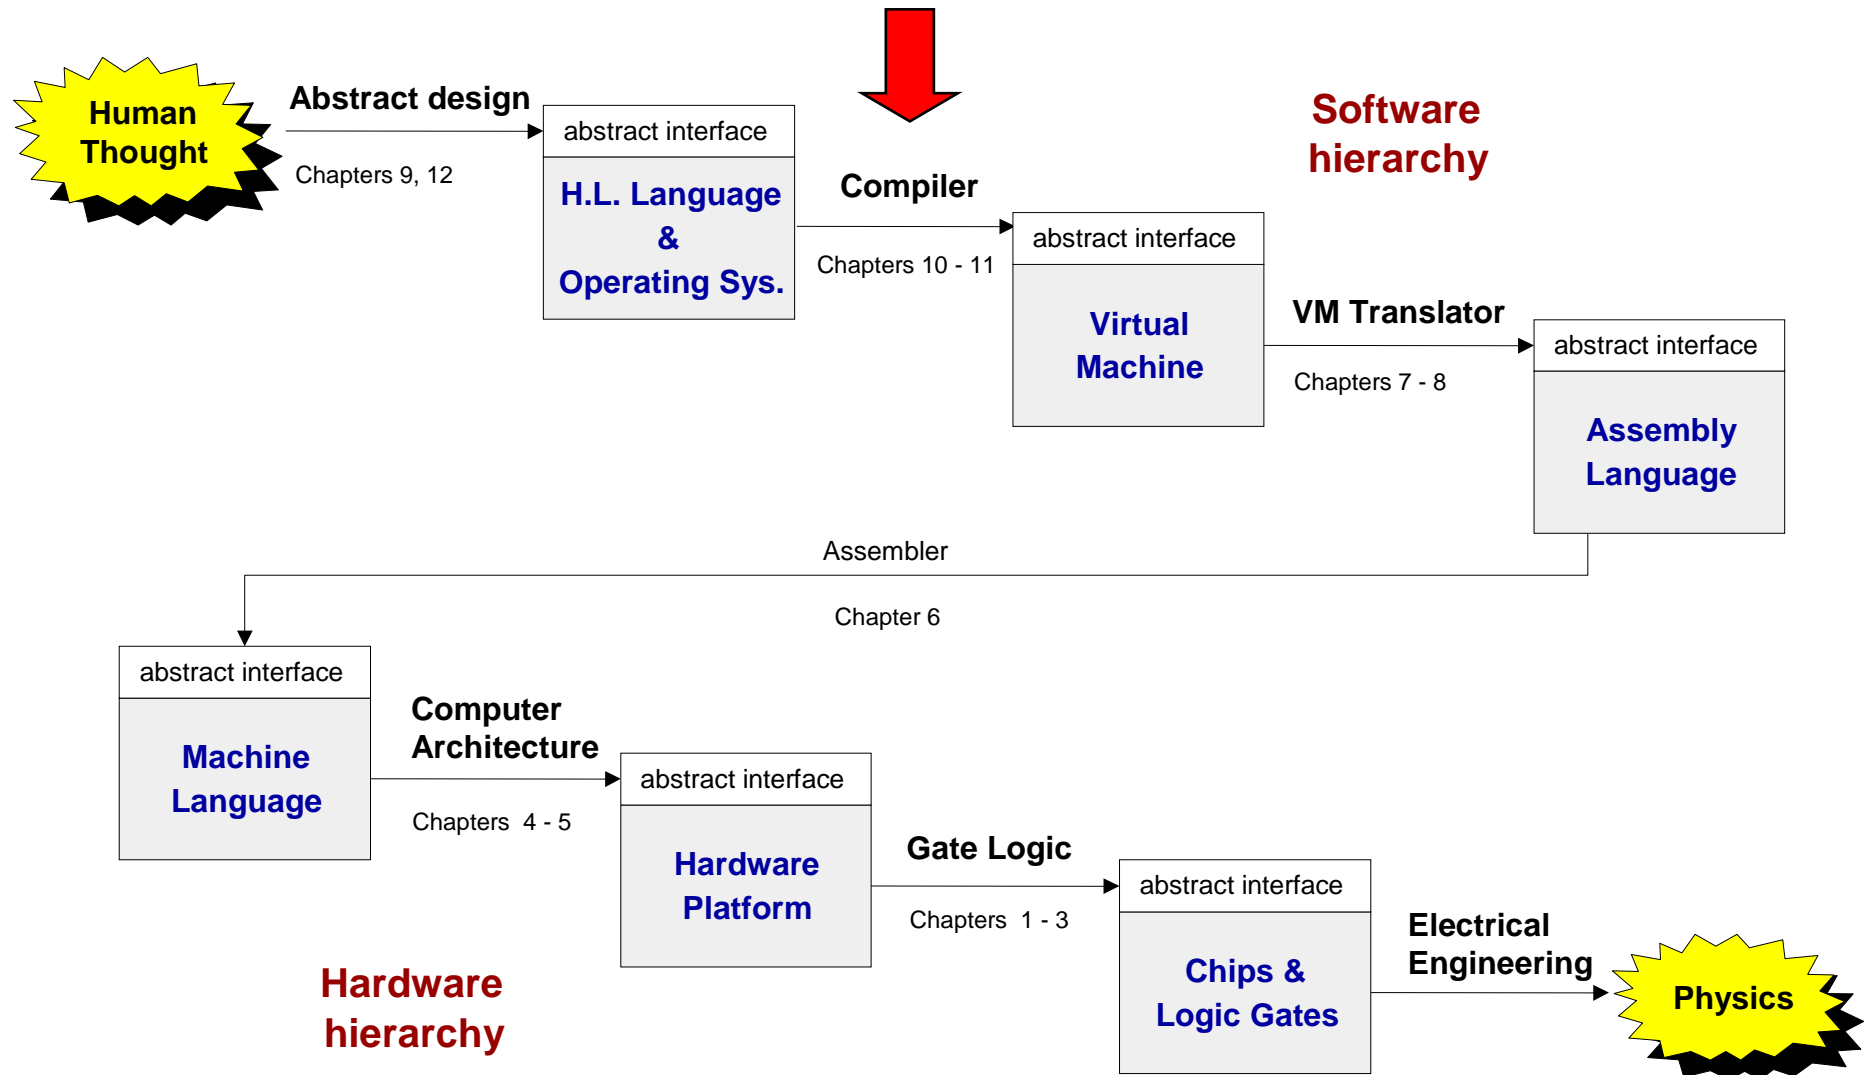 Human
Thought
Abstract design
Chapters 9, 12
abstract interface
H.L. Language
&
Operating Sys.
Compiler
Chapters 10 - 11
Software
hierarchy
abstract interface
Virtual
Machine
VM Translator
Chapters 7 - 8
abstract interface
Assembly
Language
Assembler
Chapter 6
abstract interface
Machine
Language
Computer
Architecture
Chapters  4 - 5
abstract interface
Hardware
Platform
Gate Logic
Chapters  1 - 3
abstract interface
Chips &
Logic Gates
Electrical
Engineering
Physics
Hardware
hierarchy